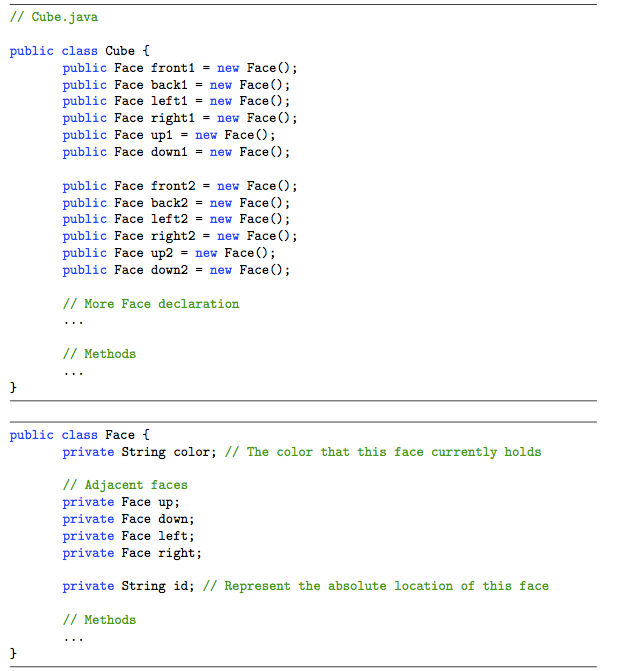 // Cube.java
public class Cube {
public Face front1 = new Face();
public Face back1 = new Face();
public Face left1 = new Face();
public Face right1 = new Face();
public Face up1 = new Face();
public Face down1 = new Face();
public Face front2 = new Face();
public Face back2 = new Face();
public Face left2 = new Face();
public Face right2 = new Face();
public Face up2 = new Face();
public Face down2 = new Face();
// More Face declaration
...
// Methods
...
}
public class Face {
private String color; // The color that this face currently holds
// Adjacent faces
private Face up;
private Face down;
private Face left;
private Face right;
private String id; // Represent the absolute location of this face
// Methods
...
}